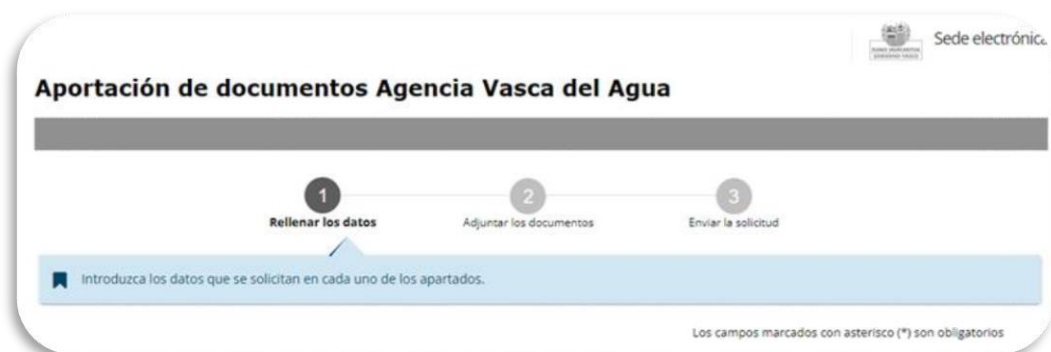 Sede electrónica
Aportación de documentos Agencia Vasca del Agua
1
2
3
Rellenar los datos
Adjuntar los documentos
Enviar la solicitud
Introduzca los datos que se solicitan en cada uno de los apartados.
Los campos marcados con asterisco (*) son obligatorios